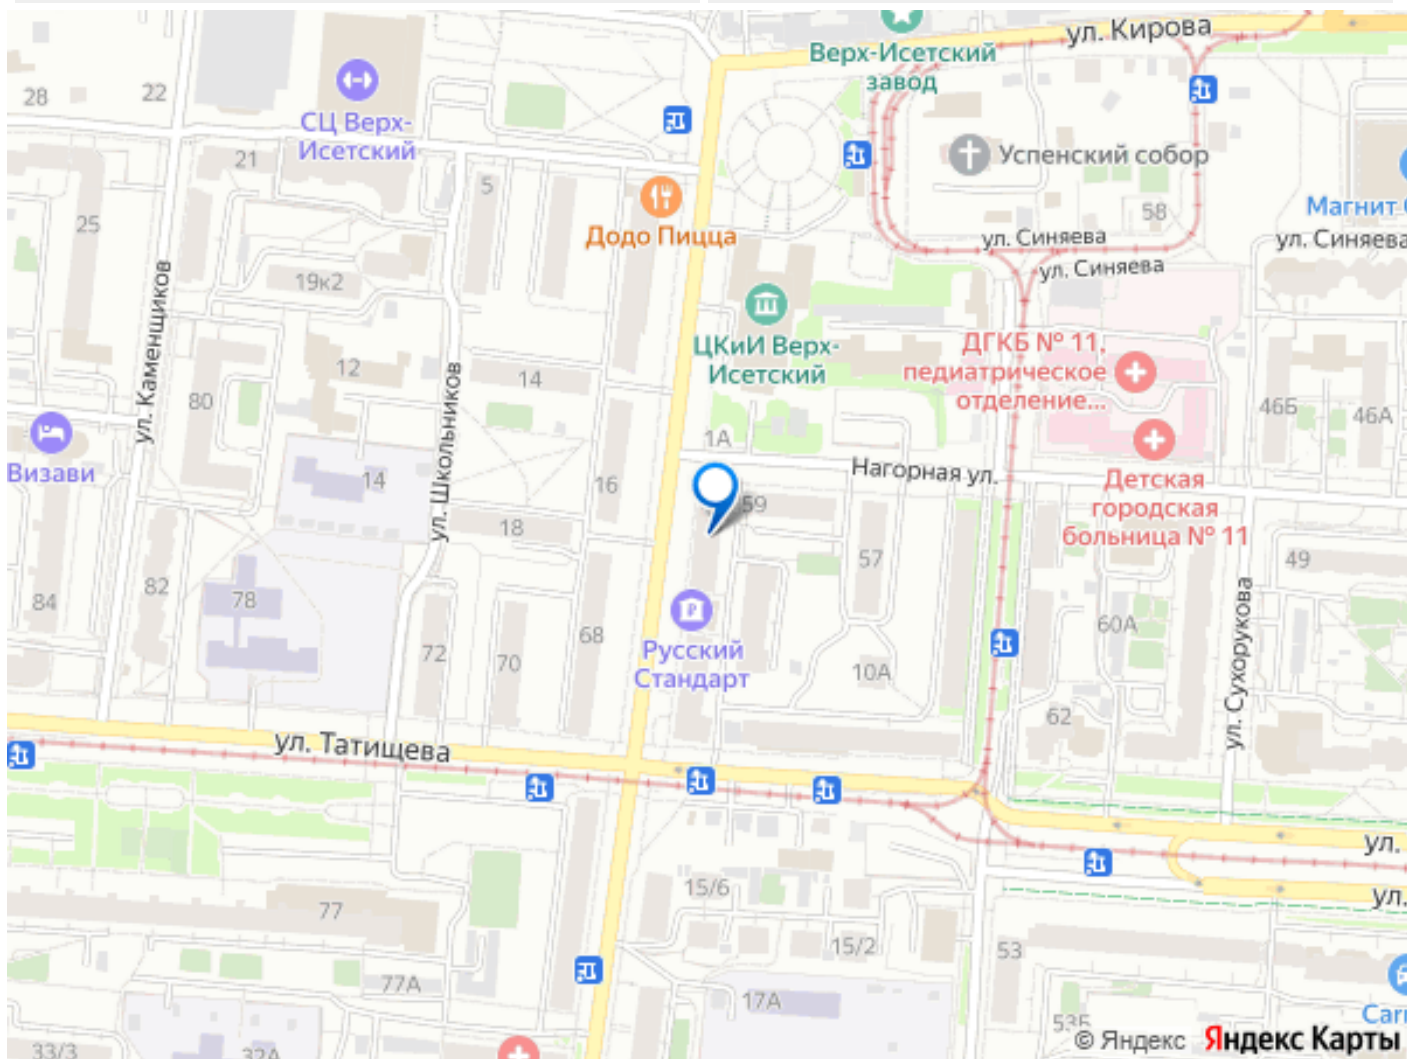 ул. Кирова
Верх-Исетский
завод
28
22
СЦ Верх-
Исетский
21
5
Успенский собор
58
Магнит
ул. Синяева
ул. Синяева
ул. Синяева
25
Додо Пицца
19к2
ул. Каменщиков
ЦКиИ Верх-
Исетский
ДГКБ № 11,
педиатрическое
отделение...
12
14
80
ул. Школьников
46Б
46А
1А
Визави
Нагорная ул.
14
16
Детская
городская
больница № 11
59
18
57
49
82
84
78
68
72
70
Русский
Стандарт
10А
60А
ул. Сухорукова
62
ул. Татищева
ул.
15/6
ул.
77
15/2
53
77А
17А
53Б
33/3
32А
© Яндекс Яндекс Карты